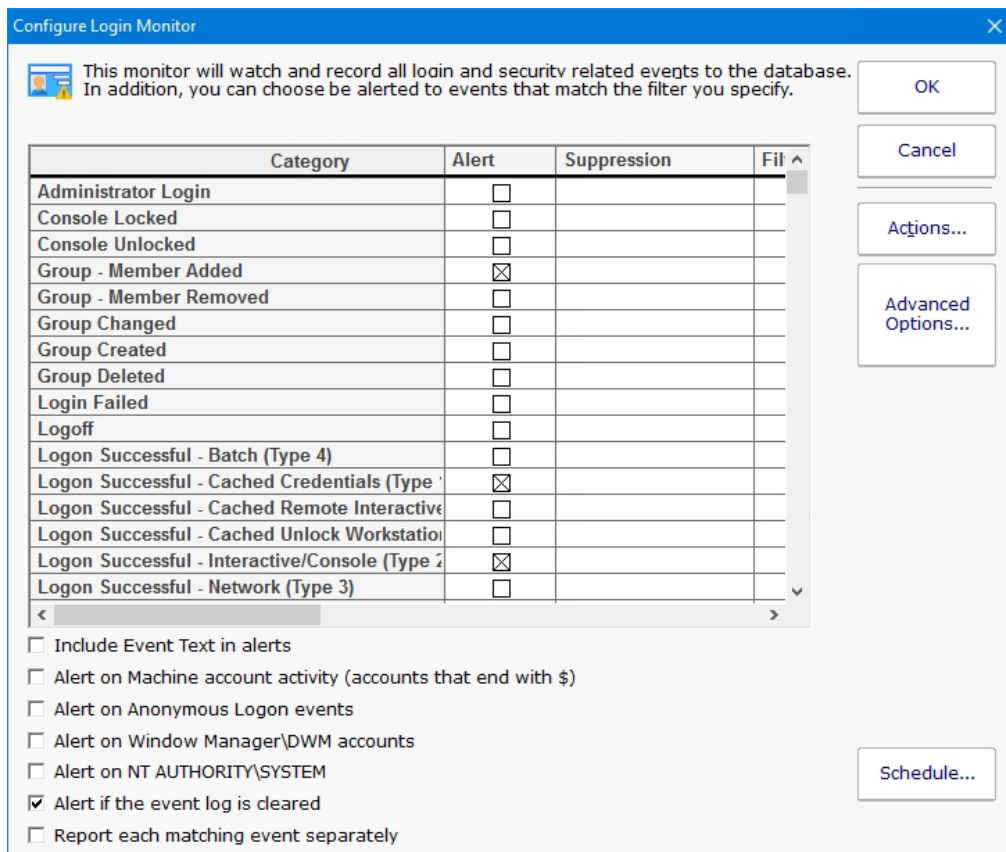 Configure Login Monitor
This monitor will watch and record all login and security related events to the database.
In addition, you can choose be alerted to events that match the filter you specify.
OK
Cancel
Actions...
Advanced
Options...
Category Alert Suppression Filt
Administrator Login
Console Locked
Console Unlocked
Group - Member Added
Group - Member Removed
Group Changed
Group Created
Group Deleted
Login Failed
Logoff
Logon Successful - Batch (Type 4)
Logon Successful - Cached Credentials (Type
Logon Successful - Cached Remote Interactive
Logon Successful - Cached Unlock Workstation
Logon Successful - Interactive/Console (Type 2
Logon Successful - Network (Type 3)
Include Event Text in alerts
Alert on Machine account activity (accounts that end with $)
Alert on Anonymous Logon events
Alert on Window Manager\DWM accounts
Alert on NT AUTHORITY\SYSTEM
Alert if the event log is cleared
Report each matching event separately
Schedule...